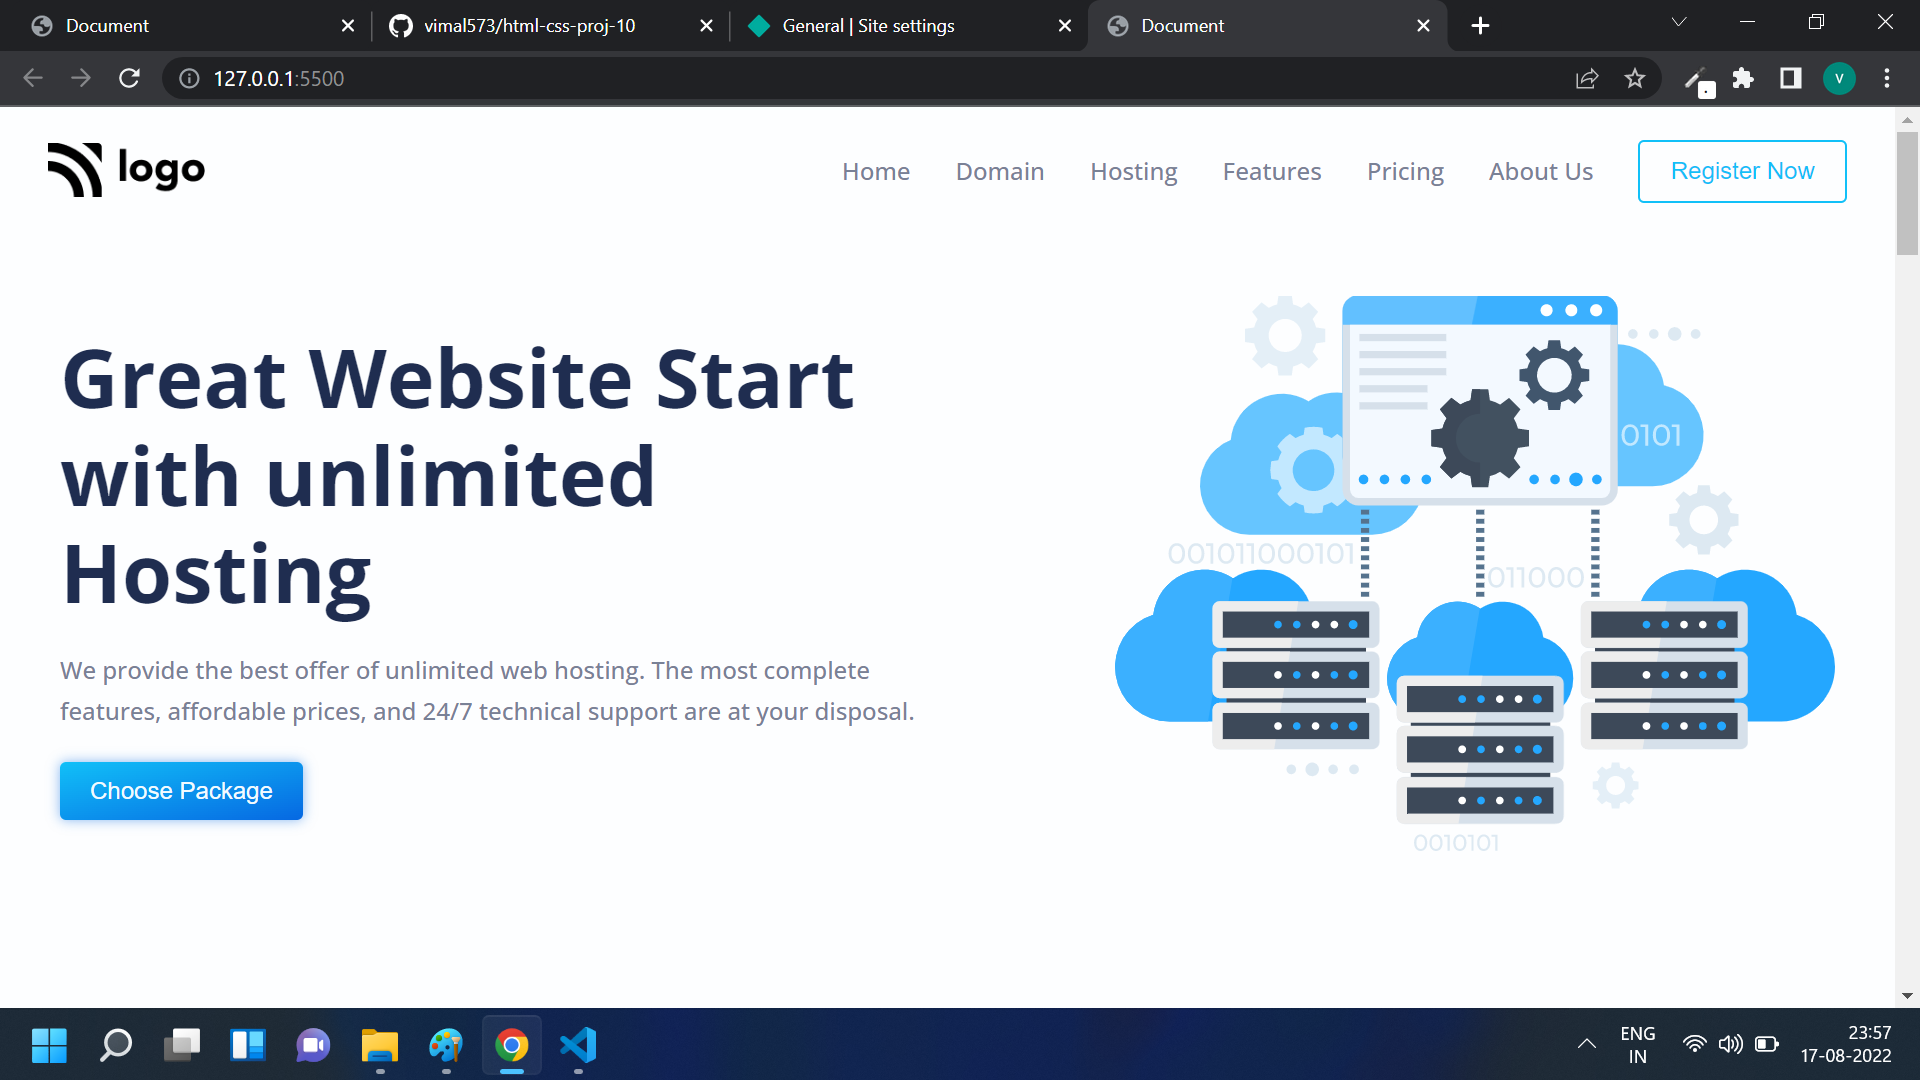 Document
vimal573/html-css-proj-10
General | Site settings
Document
127.0.0.1:5500
V
logo
Home
Domain
Hosting
Features
Pricing
About Us
Register Now
Great Website Start
with unlimited
Hosting
We provide the best offer of unlimited web hosting. The most complete
features, affordable prices, and 24/7 technical support are at your disposal.
Choose Package
0101
001011000101
011000
0010101
ENG
IN
23:57
17-08-2022